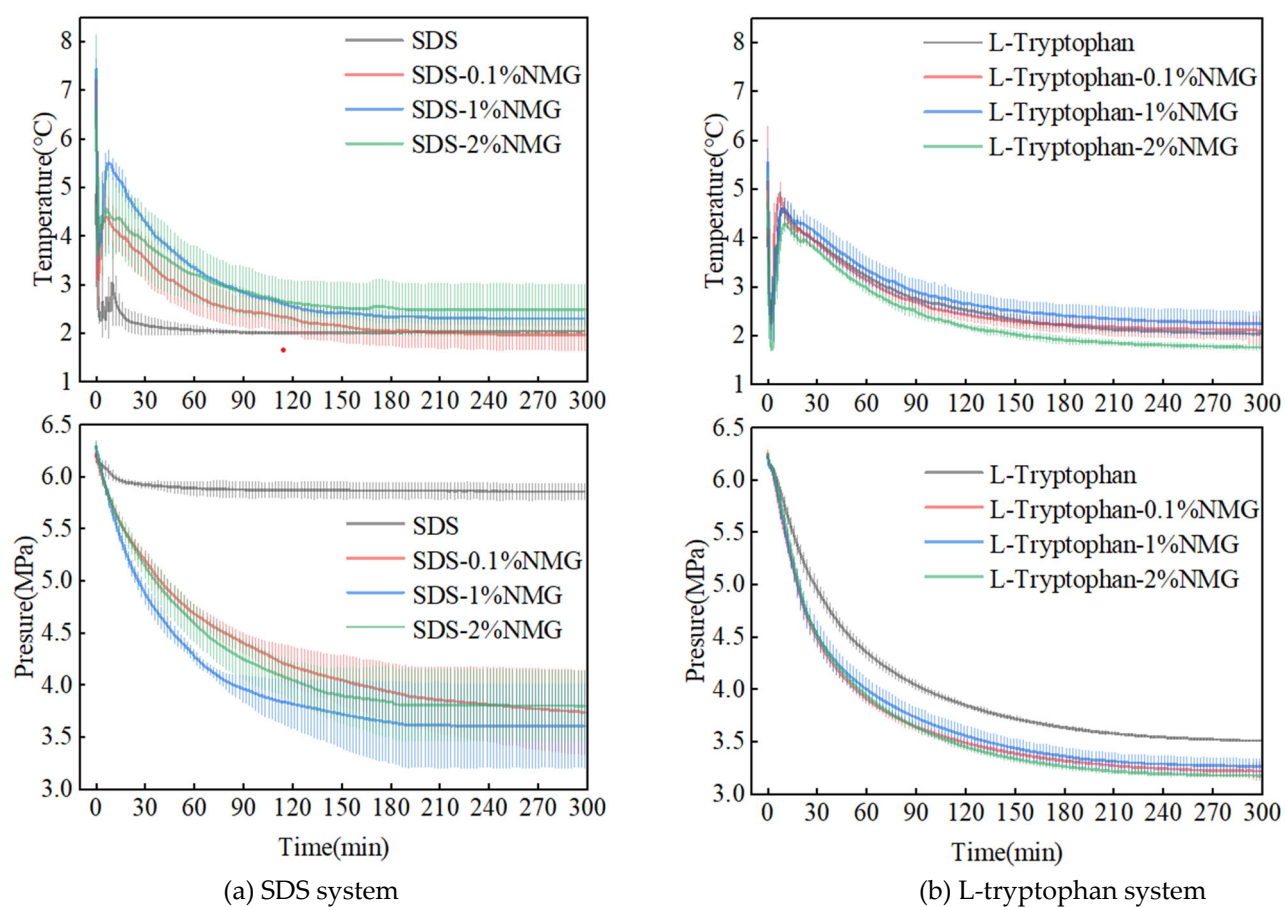 8
7
6
5
4
3
2
1
Temperature(°C)
SDS
SDS-0.1%NMG
SDS-1%NMG
SDS-2%NMG
0 30 60 90 120 150 180 210 240 270 300
8
7
6
5
4
3
2
1
Temperature(°C)
L-Tryptophan
L-Tryptophan-0.1%NMG
L-Tryptophan-1%NMG
L-Tryptophan-2%NMG
0 30 60 90 120 150 180 210 240 270 300
6.5
6.0
5.5
5.0
4.5
4.0
3.5
3.0
Presure(MPa)
SDS
SDS-0.1%NMG
SDS-1%NMG
SDS-2%NMG
0 30 60 90 120 150 180 210 240 270 300
Time(min)
(a) SDS system
6.5
6.0
5.5
5.0
4.5
4.0
3.5
3.0
Presure(MPa)
L-Tryptophan
L-Tryptophan-0.1%NMG
L-Tryptophan-1%NMG
L-Tryptophan-2%NMG
0 30 60 90 120 150 180 210 240 270 300
Time(min)
(b) L-tryptophan system